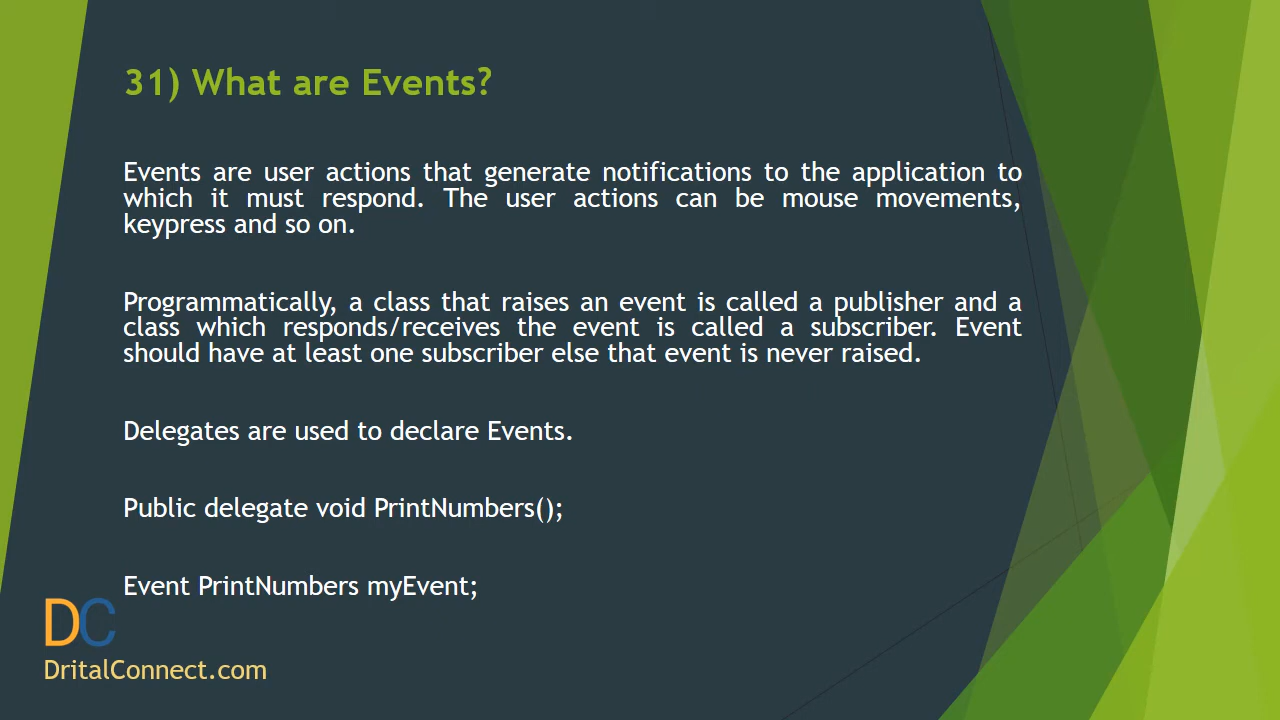 31) What are Events?
Events are user actions that generate notifications to the application to
which it must respond. The user actions can be mouse movements,
keypress and so on.
Programmatically, a class that raises an event is called a publisher and a
class which responds/receives the event is called a subscriber. Event
should have at least one subscriber else that event is never raised.
Delegates are used to declare Events.
Public delegate void PrintNumbers();
Event PrintNumbers myEvent;
DC
DritalConnect.com